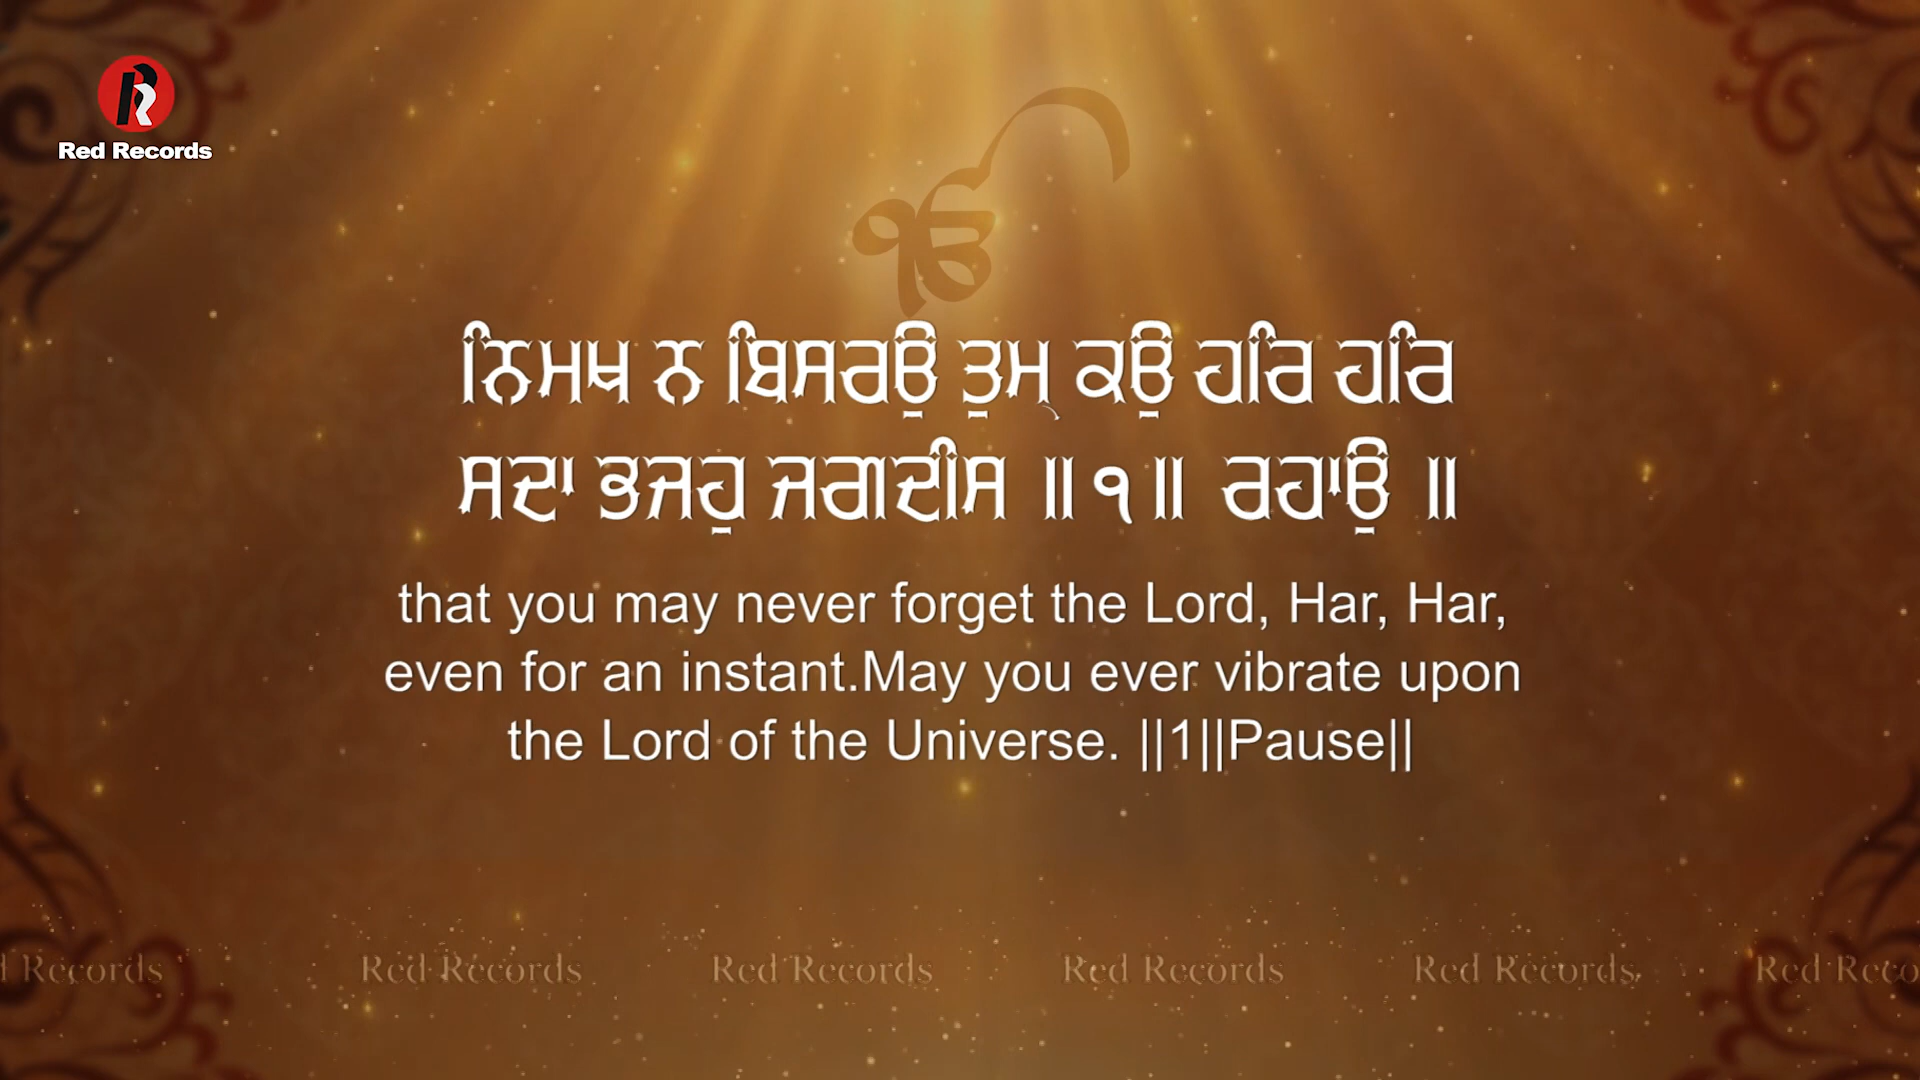 Red Records
ੴ
ਨਿਮਖ ਨ ਬਿਸਰਉ ਤੁਮ੍ ਕਉ ਹਰਿ ਹਰਿ
ਸਦਾ ਭਜਹੁ ਜਗਦੀਸ ॥੧॥ ਰਹਾਉ ॥
that you may never forget the Lord, Har, Har,
even for an instant.May you ever vibrate upon
the Lord of the Universe. ||1||Pause||
Records Red Records Red Records Red Records Red Records Red